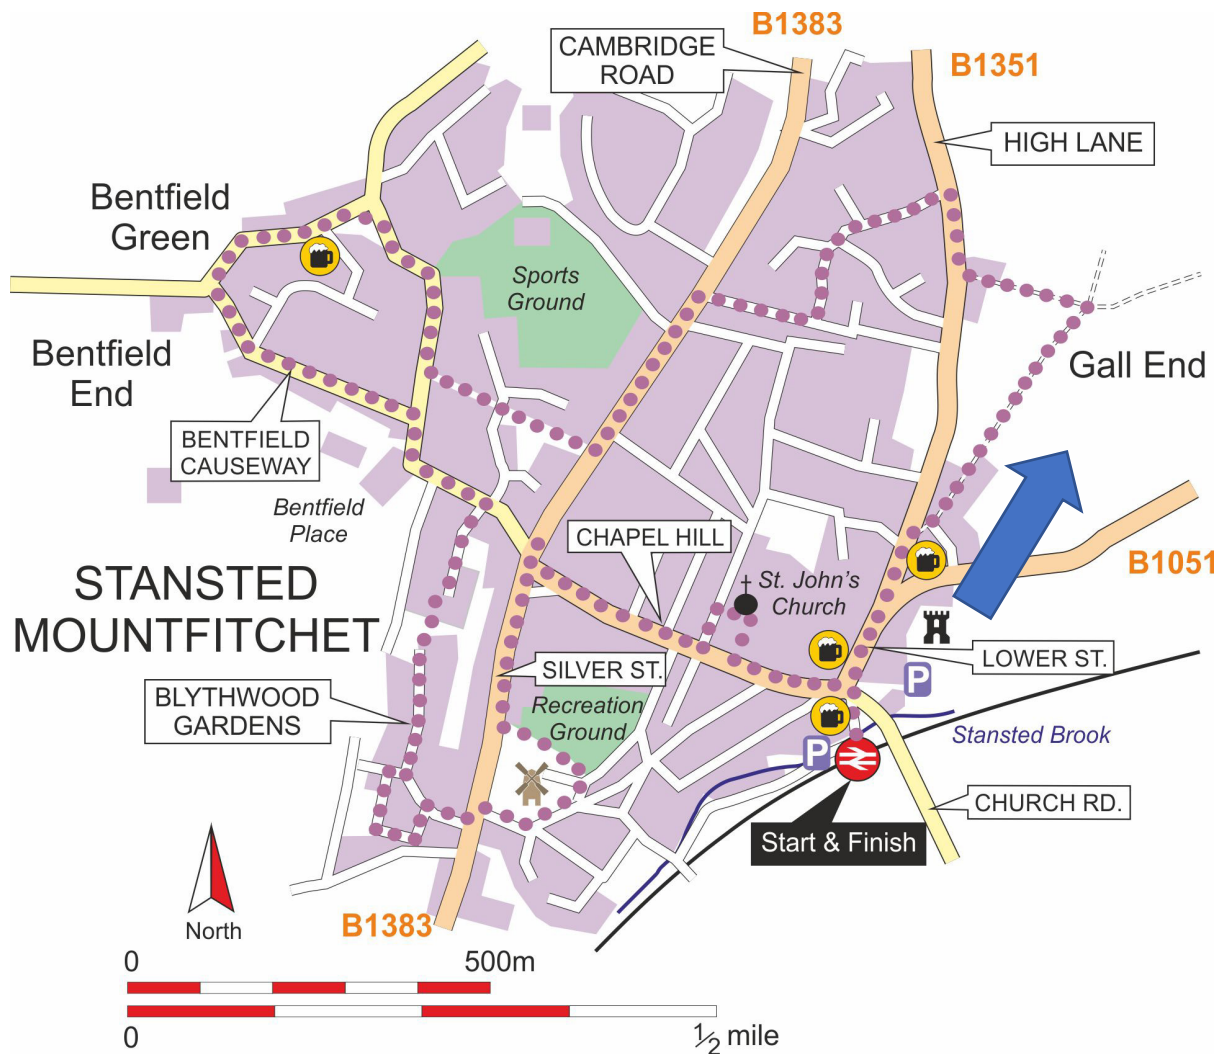 B1383
CAMBRIDGE
ROAD
B1351
HIGH LANE
Bentfield
Green
Sports
Ground
Bentfield
End
Gall End
BENTFIELD
CAUSEWAY
Bentfield
Place
CHAPEL HILL
B1051
STANSTED
MOUNTFITCHET
St. John's
Church
SILVER ST.
LOWER ST.
BLYTHWOOD
GARDENS
Recreation
Ground
P
Stansted Brook
P
CHURCH RD.
Start & Finish
North
B1383
0
500m
0
½ mile